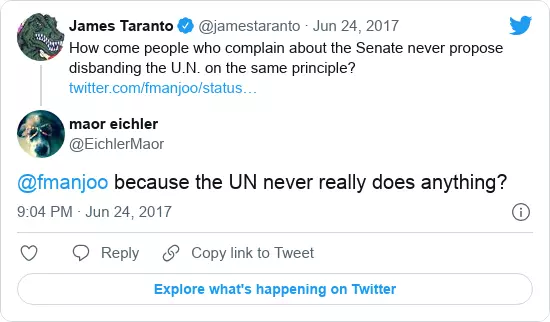 James Taranto @jamestaranto · Jun 24, 2017
How come people who complain about the Senate never propose
disbanding the U.N. on the same principle?
twitter.com/fmanjoo/status…
maor eichler
@EichlerMaor
@fmanjoo because the UN never really does anything?
9:04 PM · Jun 24, 2017
Reply Copy link to Tweet
Explore what's happening on Twitter